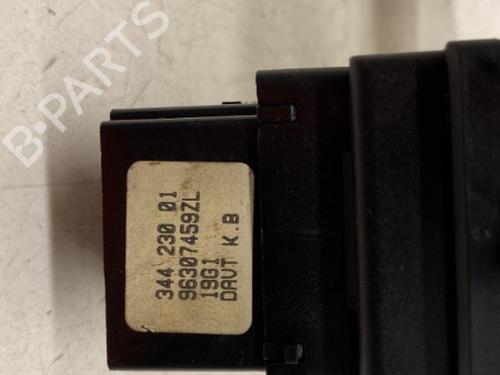 B-PARTS
344 230 01
96307459ZL
19G1
DAVT K.B